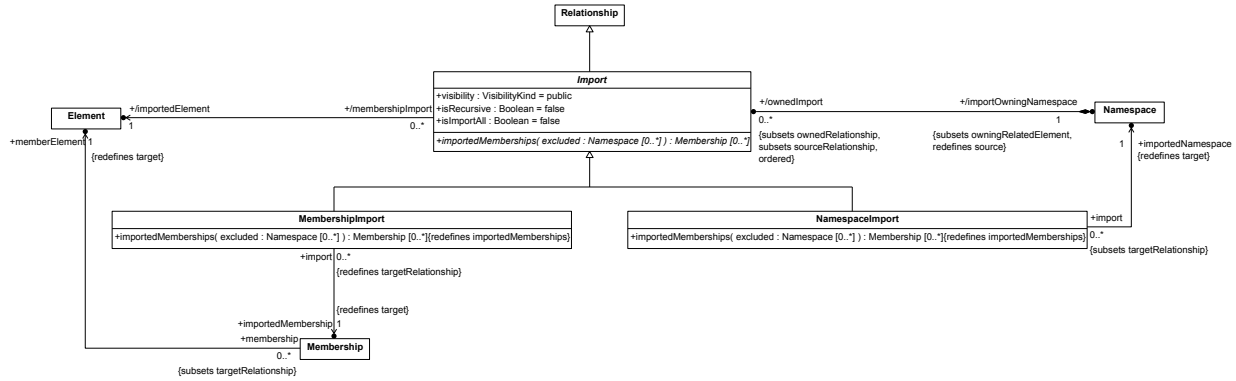 Relationship
Import
+visibility : VisibilityKind = public
+isRecursive : Boolean = false
+isImportAll : Boolean = false
+importedMemberships( excluded : Namespace [0..*] ) : Membership [0..*]
Element
+/importedElement
1
+/membershipImport
0..*
+memberElement 1
{redefines target}
+/ownedImport
0..*
{subsets ownedRelationship,
subsets sourceRelationship,
ordered}
+/importOwningNamespace
1
{subsets owningRelatedElement,
redefines source}
Namespace
1
+importedNamespace
{redefines target}
MembershipImport
+importedMemberships( excluded : Namespace [0..*] ) : Membership [0..*]{redefines importedMemberships}
NamespaceImport
+importedMemberships( excluded : Namespace [0..*] ) : Membership [0..*]{redefines importedMemberships}
+import
0..*
{subsets targetRelationship}
+import 0..*
{redefines targetRelationship}
{redefines target}
+importedMembership 1
+membership
0..*
{subsets targetRelationship}
Membership